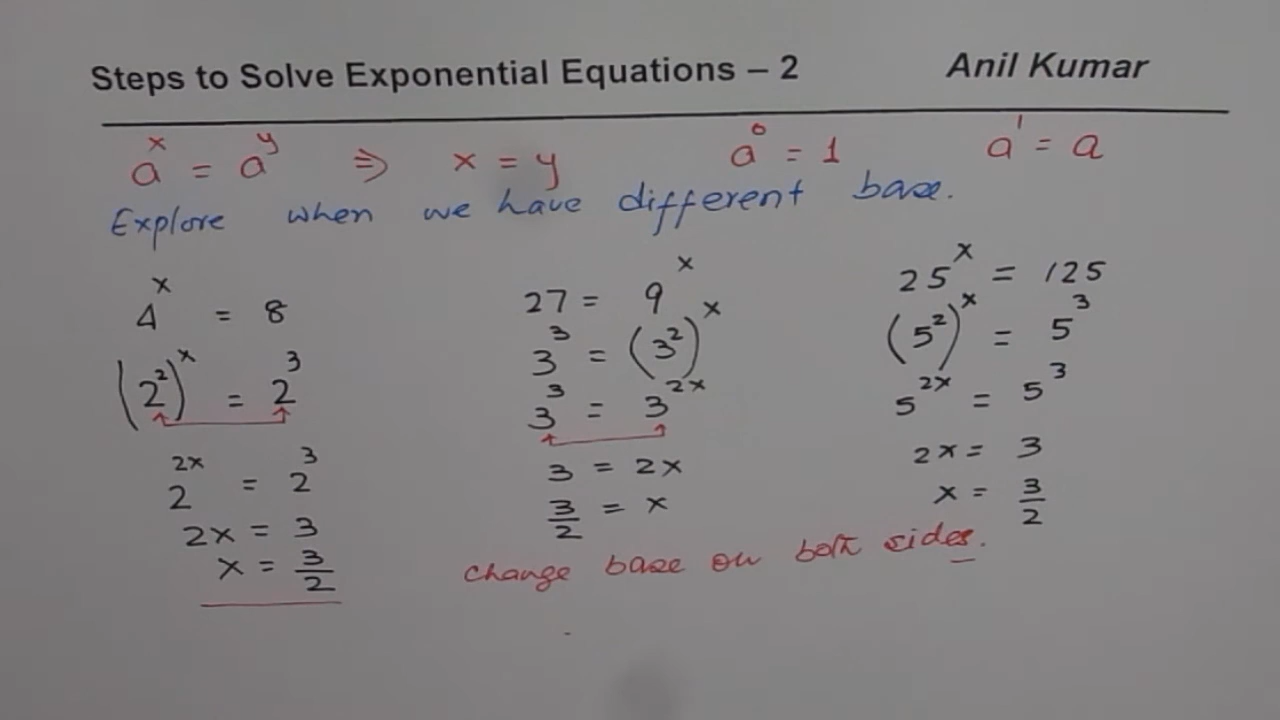 Steps to Solve Exponential Equations – 2 Anil Kumar
a^x = a^y ⇒ x = y a^0 = 1 a^1 = a
Explore when we have different base.
4^x = 8
(2^2)^x = 2^3
2^2x = 2^3
2x = 3
x = 3/2
27 = 9^x
3^3 = (3^2)^x
3^3 = 3^2x
3 = 2x
3/2 = x
25^x = 125
(5^2)^x = 5^3
5^2x = 5^3
2x = 3
x = 3/2
change base on both sides.